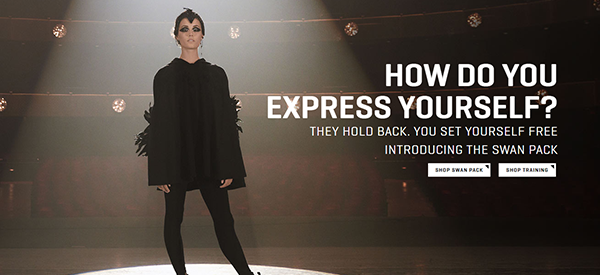 HOW DO YOU
EXPRESS YOURSELF?
THEY HOLD BACK. YOU SET YOURSELF FREE
INTRODUCING THE SWAN PACK
SHOP SWAN PACK
SHOP TRAINING